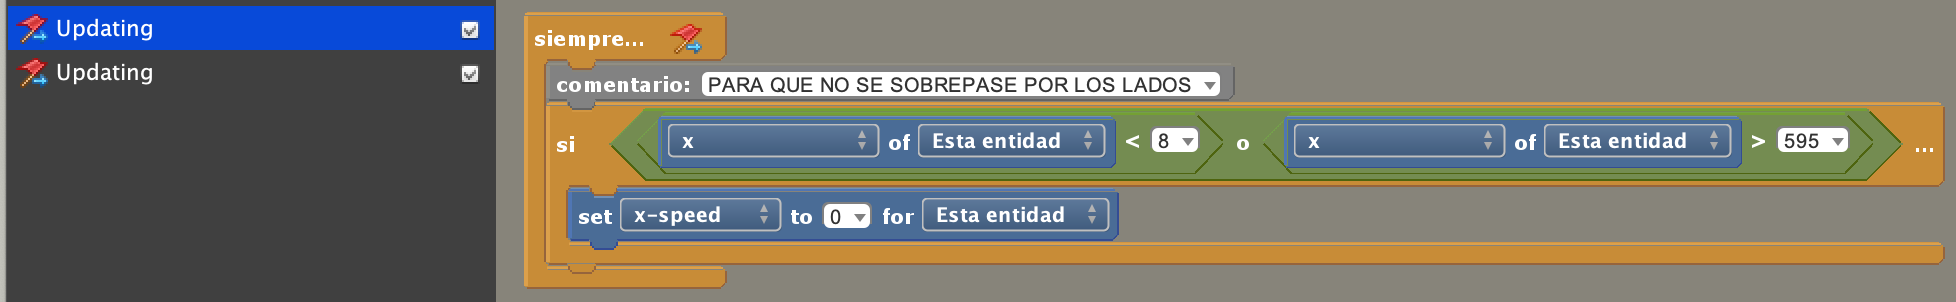 Updating
Updating
siempre...
comentario: PARA QUE NO SE SOBREPASE POR LOS LADOS
si x of Esta entidad < 8 o x of Esta entidad > 595 ...
set x-speed to 0 for Esta entidad